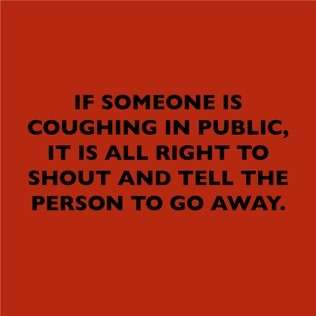 IF SOMEONE IS
COUGHING IN PUBLIC,
IT IS ALL RIGHT TO
SHOUT AND TELL THE
PERSON TO GO AWAY.